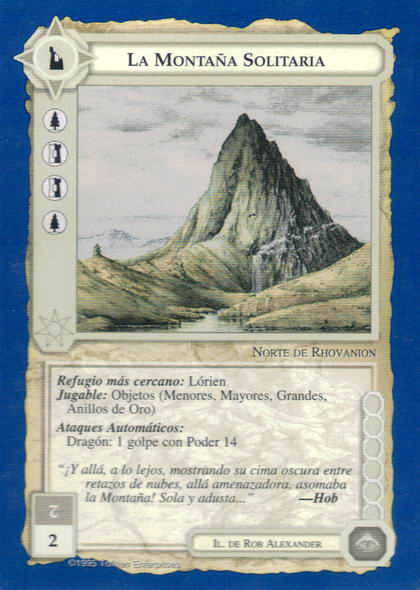 LA MONTAÑA SOLITARIA
NORTE DE RHOVANION
Refugio más cercano: Lórien
Jugable: Objetos (Menores, Mayores, Grandes,
Anillos de Oro)
Ataques Automáticos:
Dragón: 1 golpe con Poder 14
“¡Y allá, a lo lejos, mostrando su cima oscura entre
retazos de nubes, allá amenazadora, asomaba
la Montaña! Sola y adusta...” —Hob
2
2
IL. DE ROB ALEXANDER
©1995 Tolkien Enterprises